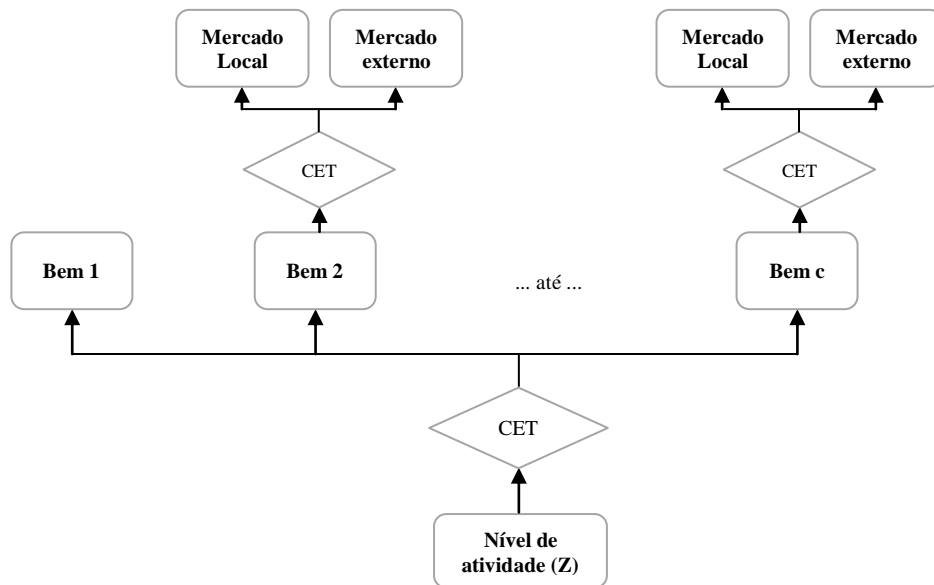 Mercado
Local
Mercado
externo
Mercado
Local
Mercado
externo
CET
CET
Bem 1
Bem 2
... até ...
Bem c
CET
Nível de
atividade (Z)